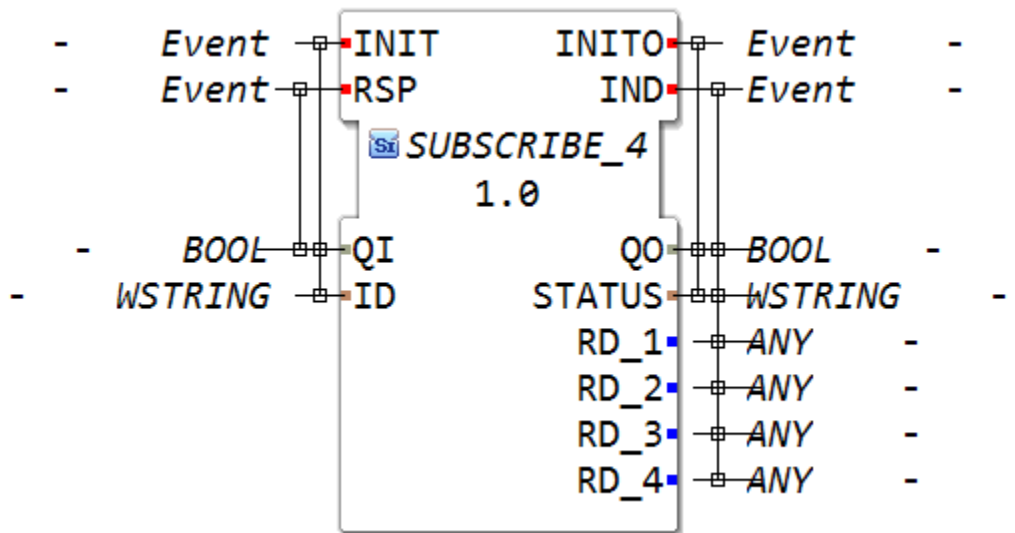 - Event INIT INITO Event -
- Event RSP IND Event -
Si SUBSCRIBE_4
1.0
- BOOL QI QO BOOL -
- WSTRING ID STATUS WSTRING -
RD_1 ANY -
RD_2 ANY -
RD_3 ANY -
RD_4 ANY -